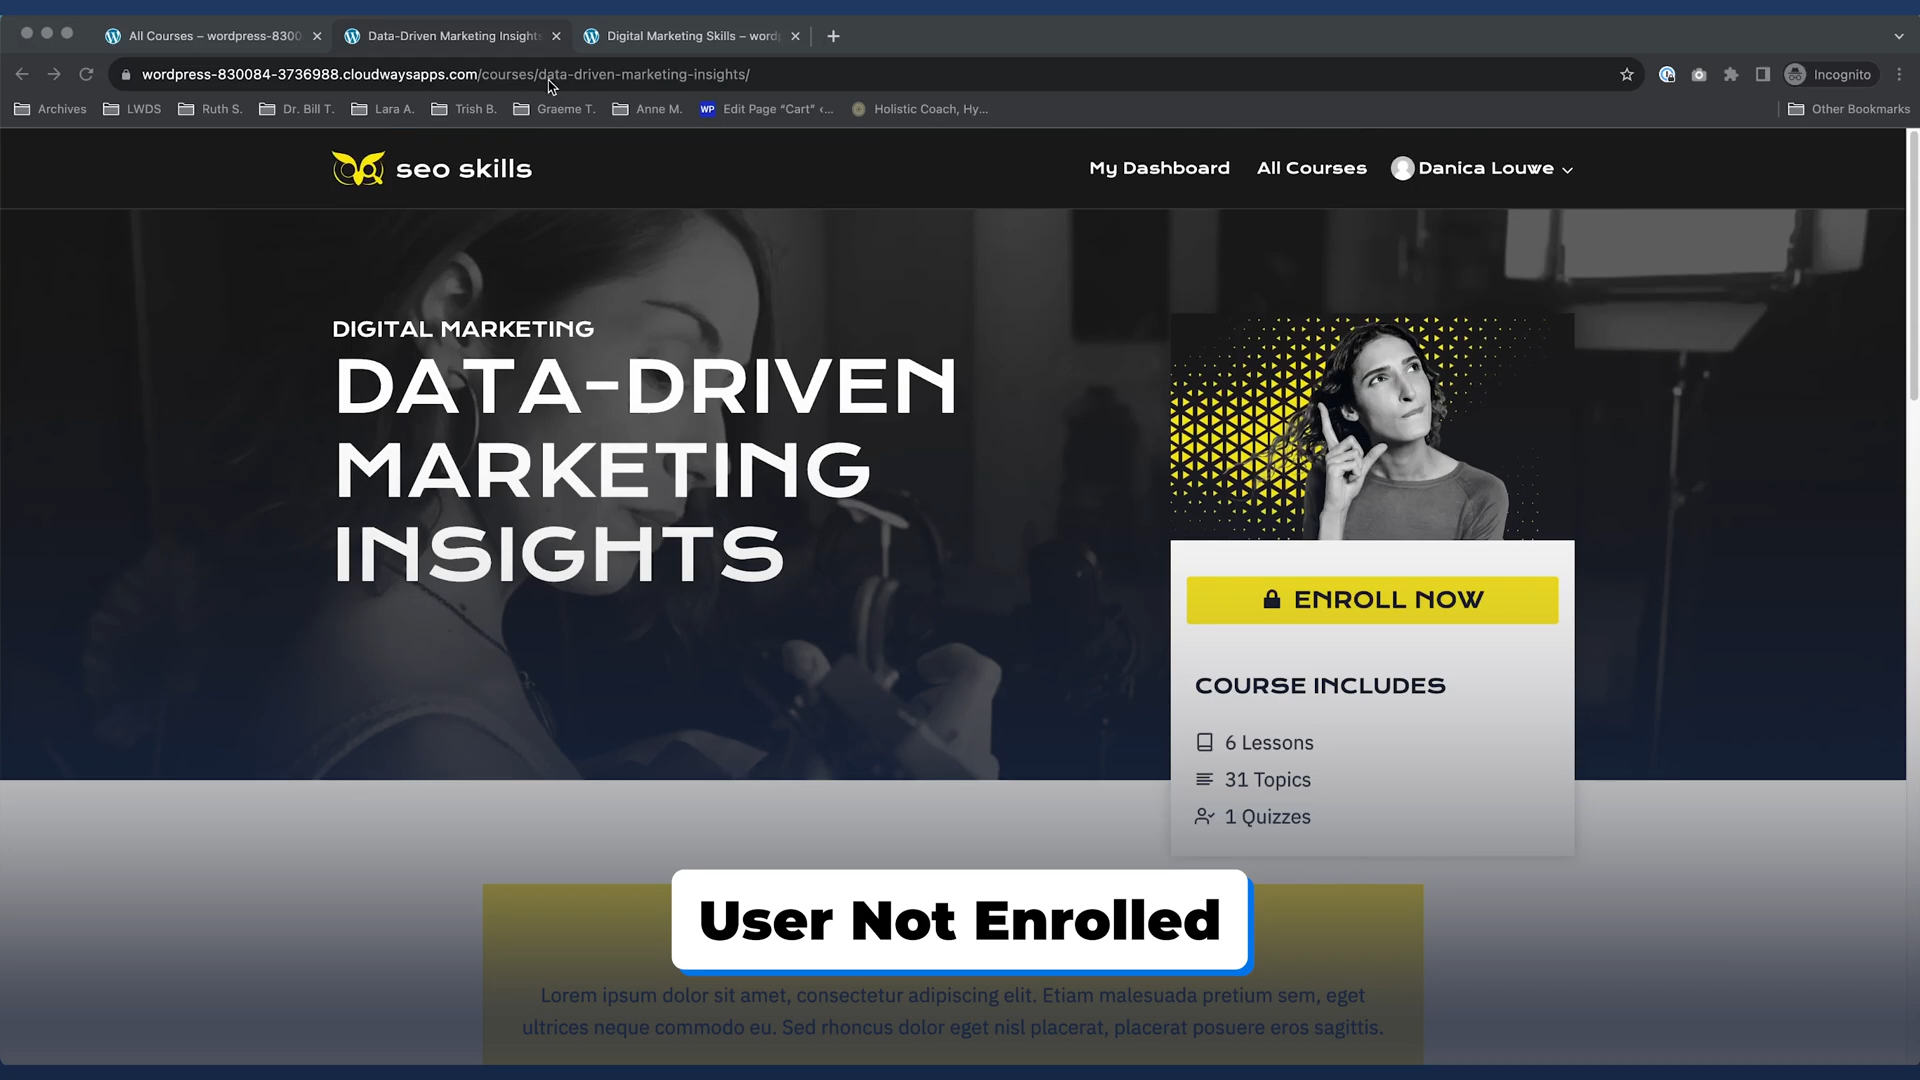 All Courses – wordpress-8300
Data-Driven Marketing Insights
Digital Marketing Skills – word
wordpress-830084-3736988.cloudwaysapps.com/courses/data-driven-marketing-insights/
Incognito
Archives
LWDS
Ruth S.
Dr. Bill T.
Lara A.
Trish B.
Graeme T.
Anne M.
WP
Edit Page “Cart” ‹...
Holistic Coach, Hy...
Other Bookmarks
seo skills
My Dashboard
All Courses
Danica Louwe
DIGITAL MARKETING
DATA-DRIVEN
MARKETING
INSIGHTS
ENROLL NOW
COURSE INCLUDES
6 Lessons
31 Topics
1 Quizzes
User Not Enrolled
Lorem ipsum dolor sit amet, consectetur adipiscing elit. Etiam malesuada pretium sem, eget
ultrices neque commodo eu. Sed rhoncus dolor eget nisl placerat, placerat posuere eros sagittis.